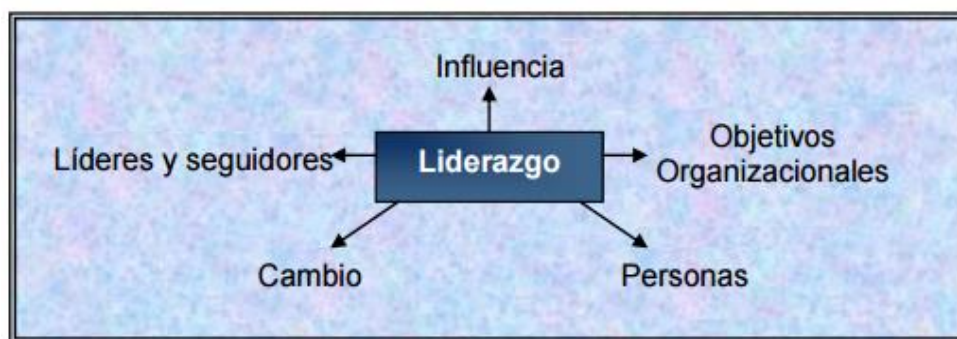 Influencia
Líderes y seguidores
Liderazgo
Objetivos
Organizacionales
Cambio
Personas